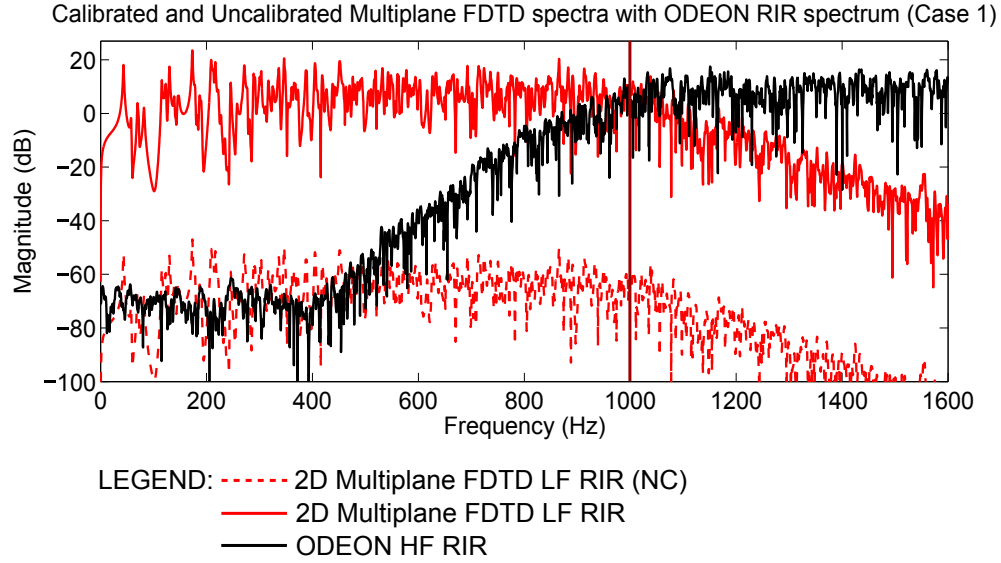 Calibrated and Uncalibrated Multiplane FDTD spectra with ODEON RIR spectrum (Case 1)
20
0
−20
−40
−60
−80
−100
Magnitude (dB)
0 200 400 600 800 1000 1200 1400 1600
Frequency (Hz)
LEGEND: 2D Multiplane FDTD LF RIR (NC)
2D Multiplane FDTD LF RIR
ODEON HF RIR